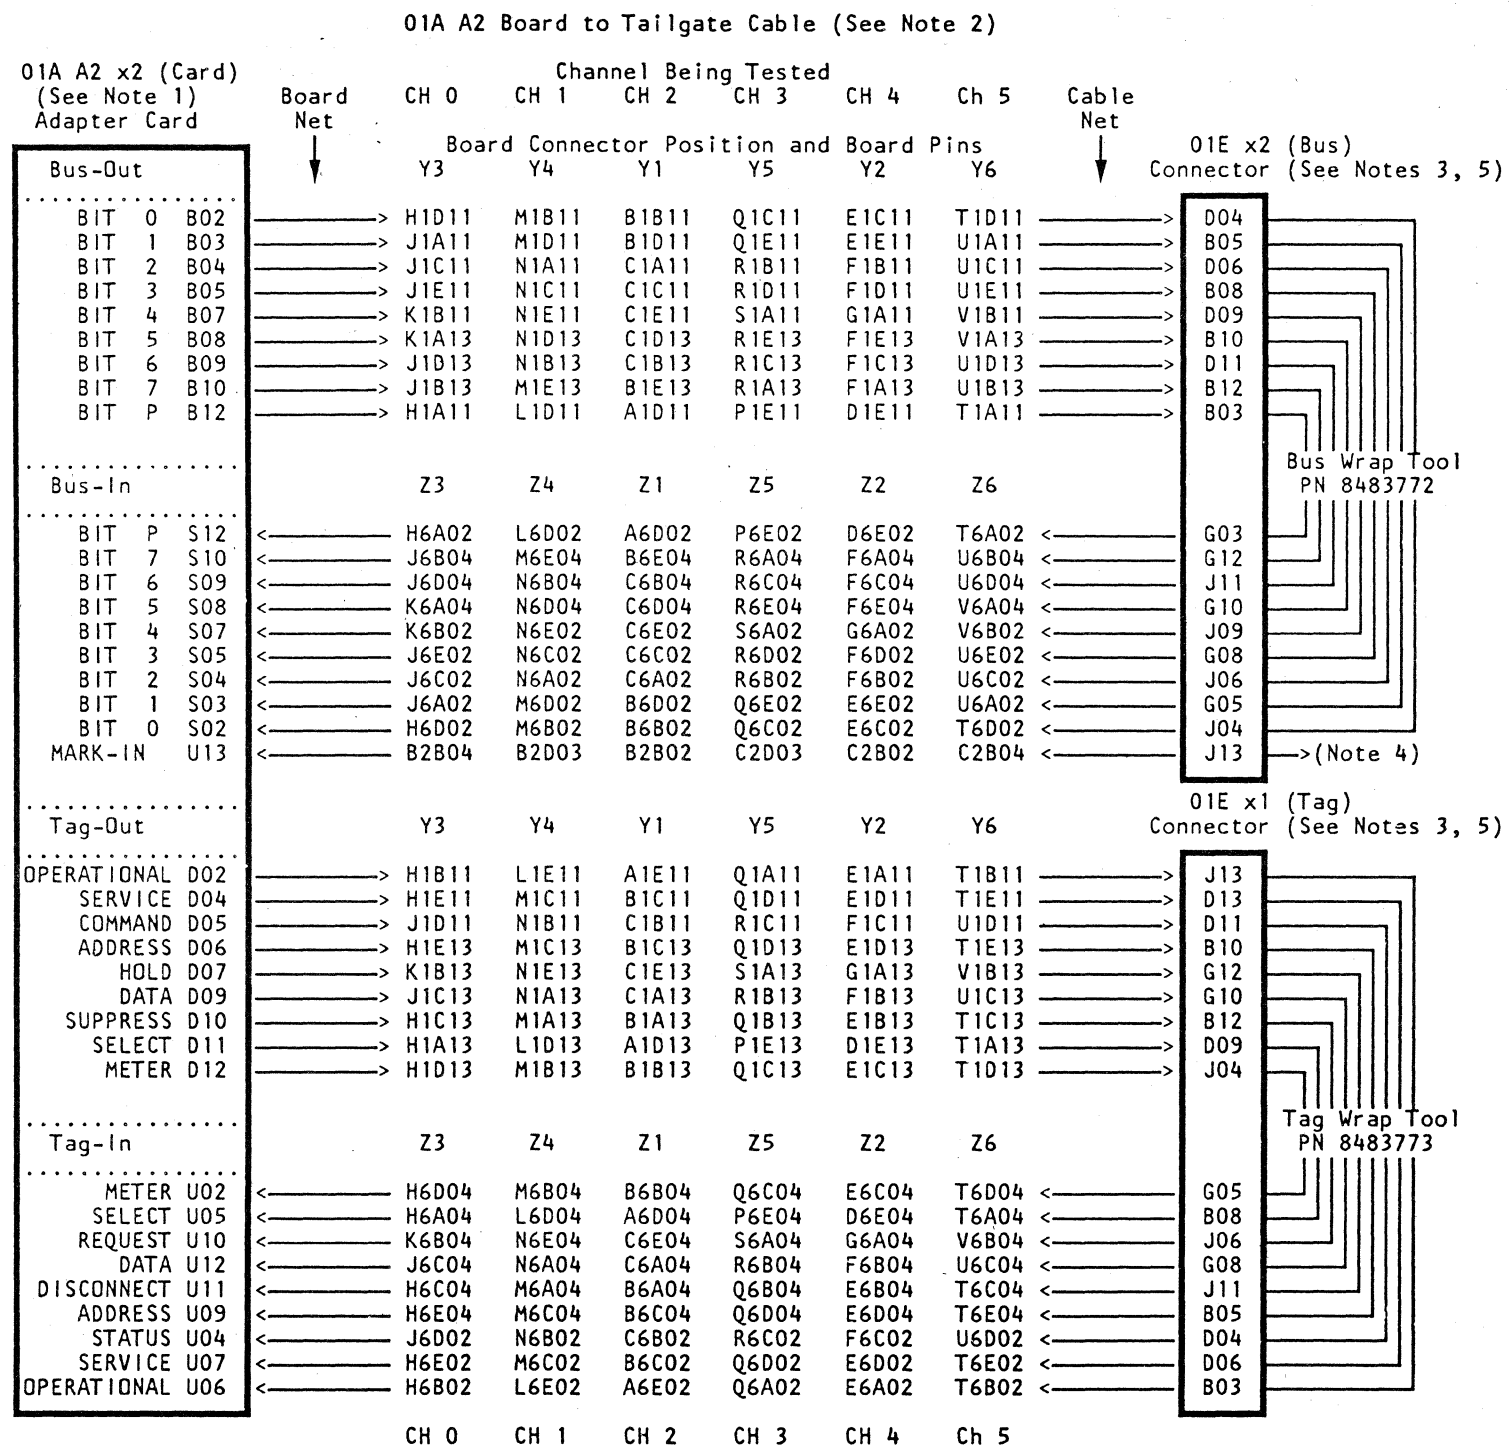 01A A2 Board to Tailgate Cable (See Note 2)
01A A2 x2 (Card) Channel Being Tested
(See Note 1) Board CH 0 CH 1 CH 2 CH 3 CH 4 Ch 5 Cable
Adapter Card Net Net
Board Connector Position and Board Pins 01E x2 (Bus)
Bus-Out Y3 Y4 Y1 Y5 Y2 Y6 Connector (See Notes 3, 5)
BIT 0 B02 H1D11 M1B11 B1B11 Q1C11 E1C11 T1D11 D04
BIT 1 B03 J1A11 M1D11 B1D11 Q1E11 E1E11 U1A11 B05
BIT 2 B04 J1C11 N1A11 C1A11 R1B11 F1B11 U1C11 D06
BIT 3 B05 J1E11 N1C11 C1C11 R1D11 F1D11 U1E11 B08
BIT 4 B07 K1B11 N1E11 C1E11 S1A11 G1A11 V1B11 D09
BIT 5 B08 K1A13 N1D13 C1D13 R1E13 F1E13 V1A13 B10
BIT 6 B09 J1D13 N1B13 C1B13 R1C13 F1C13 U1D13 D11
BIT 7 B10 J1B13 M1E13 B1E13 R1A13 F1A13 U1B13 B12
BIT P B12 H1A11 L1D11 A1D11 P1E11 D1E11 T1A11 B03
Bus Wrap Tool
Bus-In Z3 Z4 Z1 Z5 Z2 Z6 PN 8483772
BIT P S12 H6A02 L6D02 A6D02 P6E02 D6E02 T6A02 G03
BIT 7 S10 J6B04 M6E04 B6E04 R6A04 F6A04 U6B04 G12
BIT 6 S09 J6D04 N6B04 C6B04 R6C04 F6C04 U6D04 J11
BIT 5 S08 K6A04 N6D04 C6D04 R6E04 F6E04 V6A04 G10
BIT 4 S07 K6B02 N6E02 C6E02 S6A02 G6A02 V6B02 J09
BIT 3 S05 J6E02 N6C02 C6C02 R6D02 F6D02 U6E02 G08
BIT 2 S04 J6C02 N6A02 C6A02 R6B02 F6B02 U6C02 J06
BIT 1 S03 J6A02 M6D02 B6D02 Q6E02 E6E02 U6A02 G05
BIT 0 S02 H6D02 M6B02 B6B02 Q6C02 E6C02 T6D02 J04
MARK-IN U13 B2B04 B2D03 B2B02 C2D03 C2B02 C2B04 J13 (Note 4)
01E x1 (Tag)
Tag-Out Y3 Y4 Y1 Y5 Y2 Y6 Connector (See Notes 3, 5)
OPERATIONAL D02 H1B11 L1E11 A1E11 Q1A11 E1A11 T1B11 J13
SERVICE D04 H1E11 M1C11 B1C11 Q1D11 E1D11 T1E11 D13
COMMAND D05 J1D11 N1B11 C1B11 R1C11 F1C11 U1D11 D11
ADDRESS D06 H1E13 M1C13 B1C13 Q1D13 E1D13 T1E13 B10
HOLD D07 K1B13 N1E13 C1E13 S1A13 G1A13 V1B13 G12
DATA D09 J1C13 N1A13 C1A13 R1B13 F1B13 U1C13 G10
SUPPRESS D10 H1C13 M1A13 B1A13 Q1B13 E1B13 T1C13 B12
SELECT D11 H1A13 L1D13 A1D13 P1E13 D1E13 T1A13 D09
METER D12 H1D13 M1B13 B1B13 Q1C13 E1C13 T1D13 J04
Tag Wrap Tool
Tag-In Z3 Z4 Z1 Z5 Z2 Z6 PN 8483773
METER U02 H6D04 M6B04 B6B04 Q6C04 E6C04 T6D04 G05
SELECT U05 H6A04 L6D04 A6D04 P6E04 D6E04 T6A04 B08
REQUEST U10 K6B04 N6E04 C6E04 S6A04 G6A04 V6B04 J06
DATA U12 J6C04 N6A04 C6A04 R6B04 F6B04 U6C04 G08
DISCONNECT U11 H6C04 M6A04 B6A04 Q6B04 E6B04 T6C04 J11
ADDRESS U09 H6E04 M6C04 B6C04 Q6D04 E6D04 T6E04 B05
STATUS U04 J6D02 N6B02 C6B02 R6C02 F6C02 U6D02 D04
SERVICE U07 H6E02 M6C02 B6C02 Q6D02 E6D02 T6E02 D06
OPERATIONAL U06 H6B02 L6E02 A6E02 Q6A02 E6A02 T6B02 B03
CH 0 CH 1 CH 2 CH 3 CH 4 Ch 5